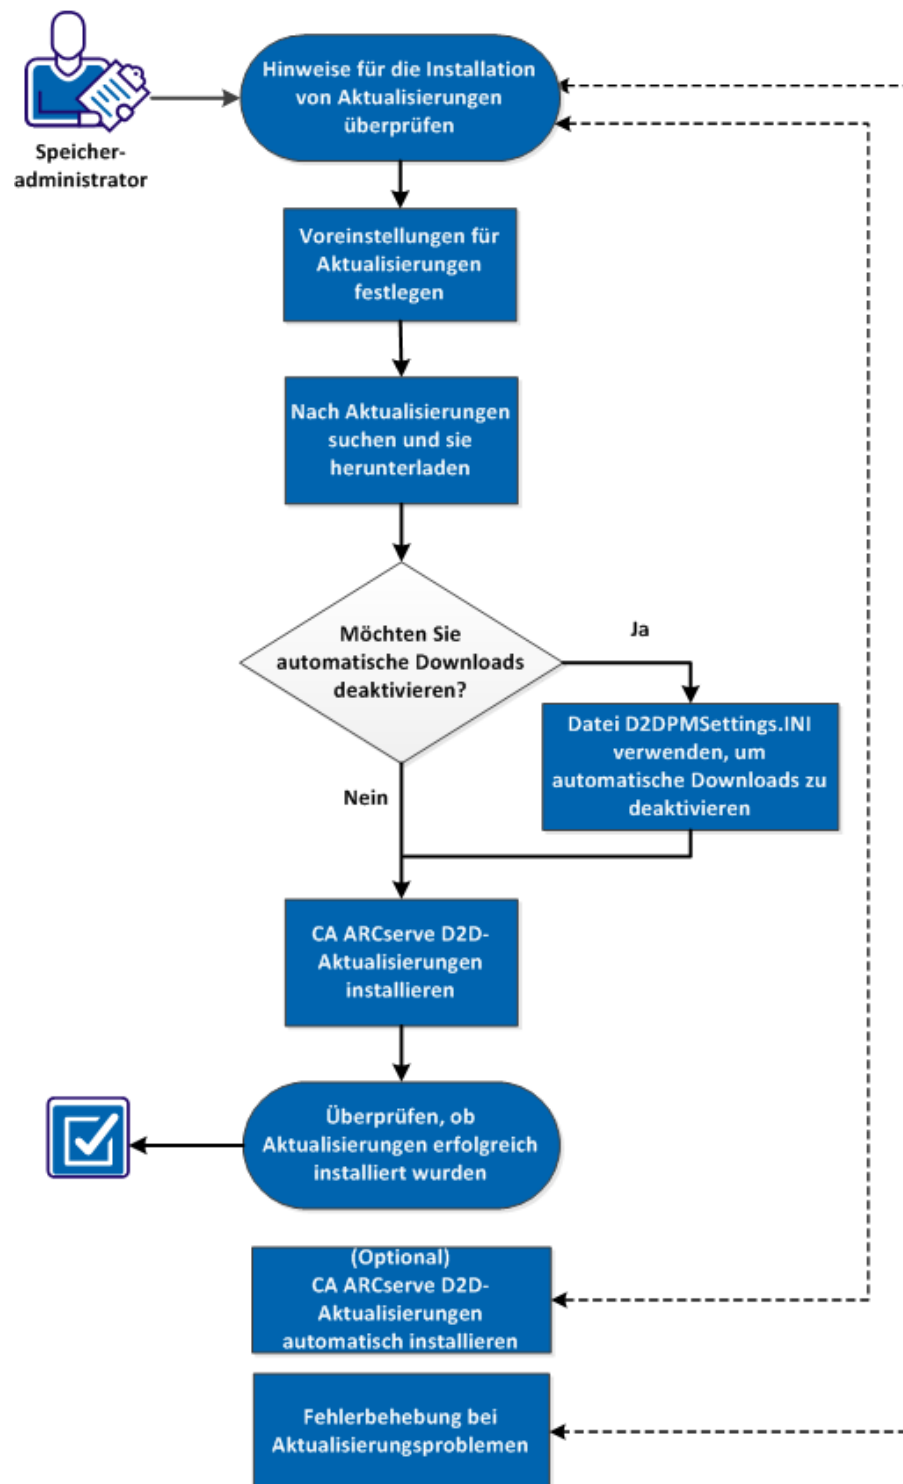 Speicher-
administrator
Hinweise für die Installation
von Aktualisierungen
überprüfen
Voreinstellungen für
Aktualisierungen
festlegen
Nach Aktualisierungen
suchen und sie
herunterladen
Möchten Sie
automatische Downloads
deaktivieren?
Ja
Datei D2DPMSettings.INI
verwenden, um
automatische Downloads zu
deaktivieren
Nein
CA ARCserve D2D-
Aktualisierungen
installieren
Überprüfen, ob
Aktualisierungen erfolgreich
installiert wurden
(Optional)
CA ARCserve D2D-
Aktualisierungen
automatisch installieren
Fehlerbehebung bei
Aktualisierungsproblemen